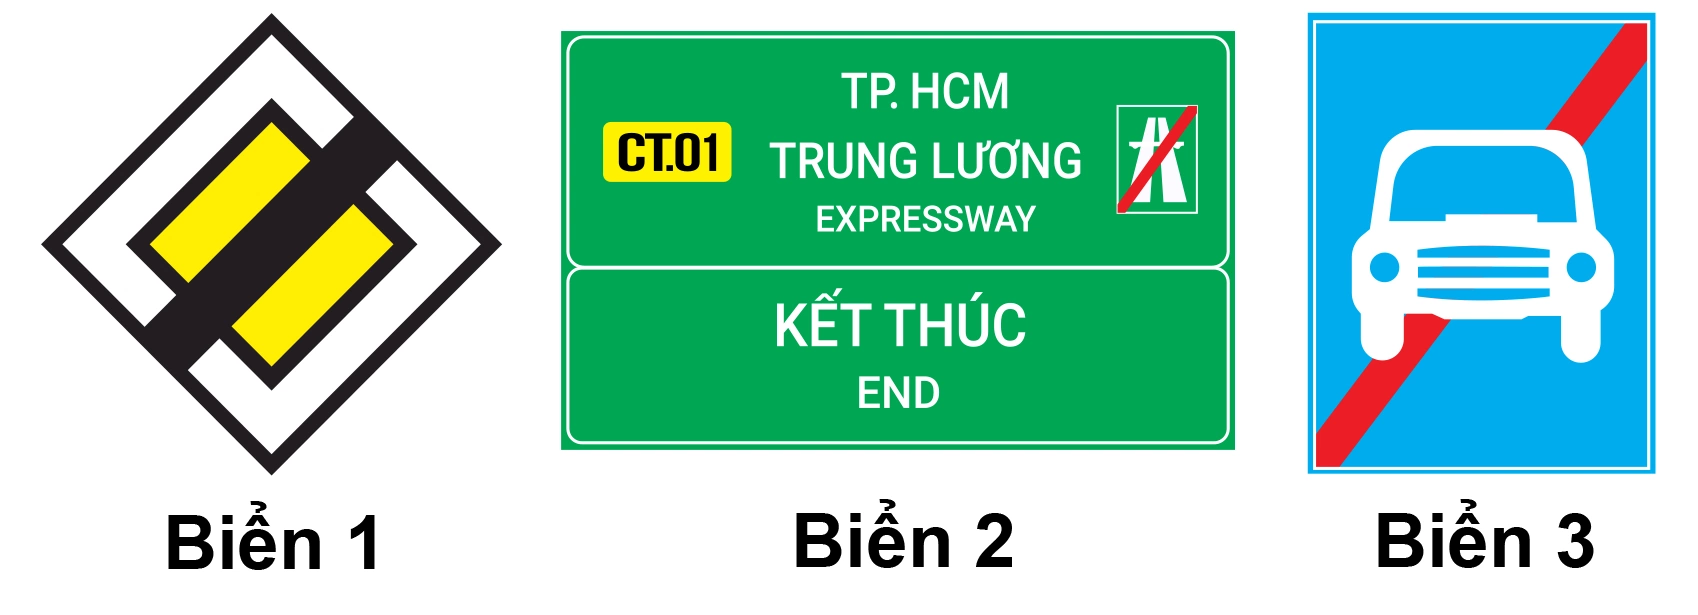 CT.01
TP. HCM
TRUNG LƯƠNG
EXPRESSWAY
KẾT THÚC
END
Biển 1
Biển 2
Biển 3